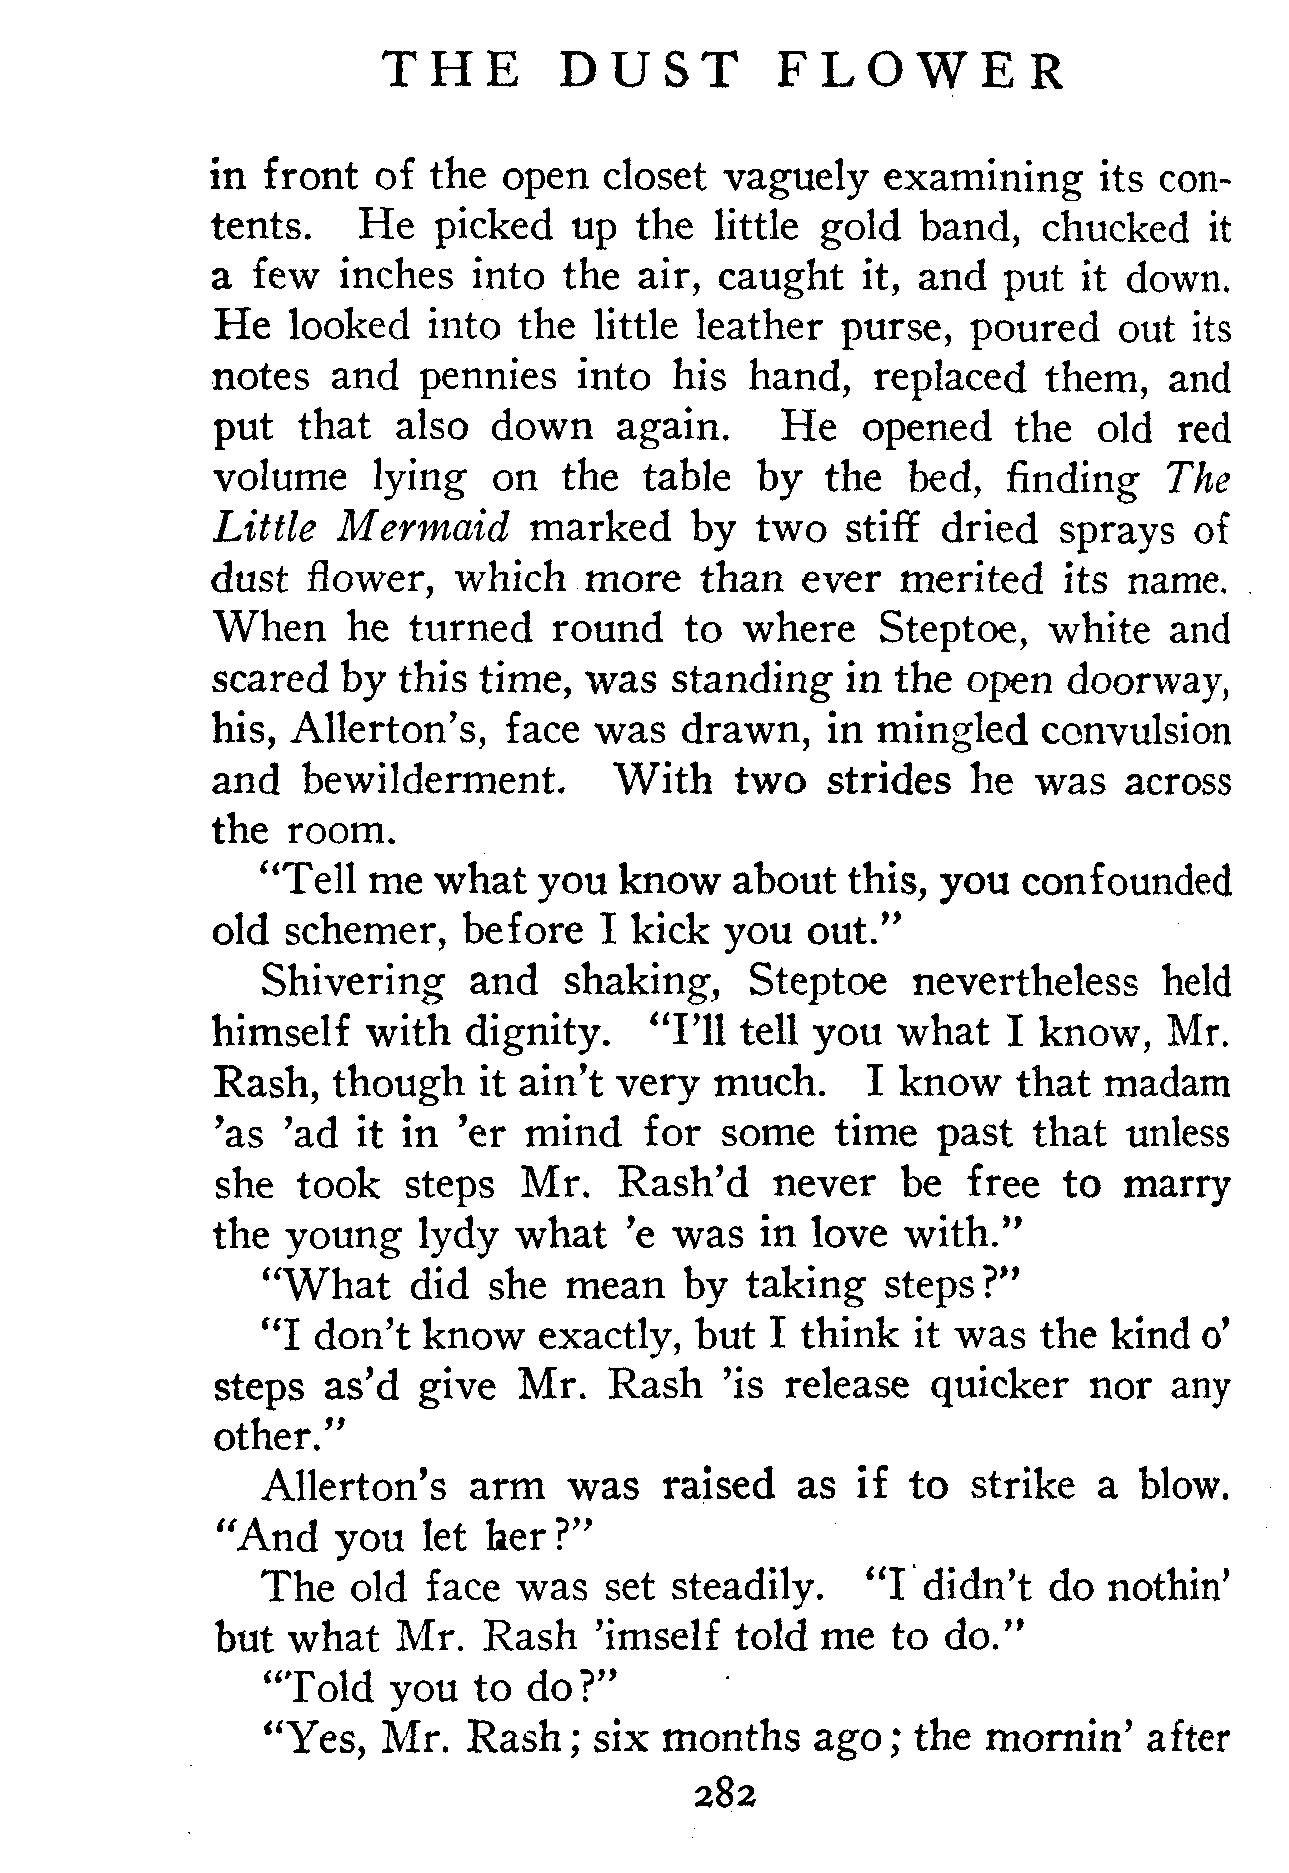 THE DUST FLOWER
in front of the open closet vaguely examining its con-
tents. He picked up the little gold band, chucked it
a few inches into the air, caught it, and put it down.
He looked into the little leather purse, poured out its
notes and pennies into his hand, replaced them, and
put that also down again. He opened the old red
volume lying on the table by the bed, finding The
Little Mermaid marked by two stiff dried sprays of
dust flower, which more than ever merited its name.
When he turned round to where Steptoe, white and
scared by this time, was standing in the open doorway,
his, Allerton's, face was drawn, in mingled convulsion
and bewilderment. With two strides he was across
the room.
"Tell me what you know about this, you confounded
old schemer, before I kick you out."
Shivering and shaking, Steptoe nevertheless held
himself with dignity. "I'll tell you what I know, Mr.
Rash, though it ain't very much. I know that madam
'as 'ad it in 'er mind for some time past that unless
she took steps Mr. Rash'd never be free to marry
the young lydy what 'e was in love with."
"What did she mean by taking steps?"
"I don't know exactly, but I think it was the kind o'
steps as'd give Mr. Rash 'is release quicker nor any
other."
Allerton's arm was raised as if to strike a blow.
"And you let her?"
The old face was set steadily. "I didn't do nothin'
but what Mr. Rash 'imself told me to do."
"Told you to do?"
"Yes, Mr. Rash; six months ago; the mornin' after
282